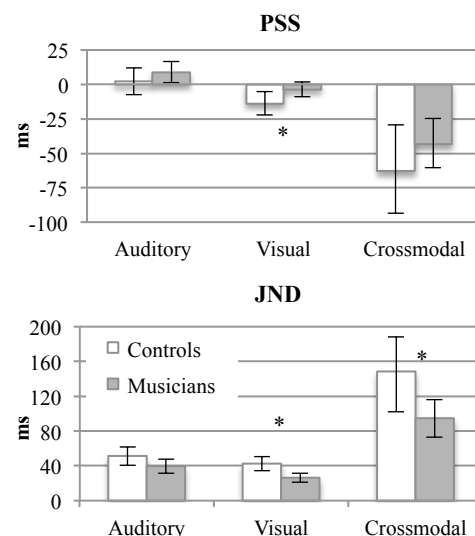 PSS
25
0
-25
-50
-75
-100
ms
*
Auditory Visual Crossmodal
JND
200
160
120
80
40
0
ms
Controls
Musicians
*
*
Auditory Visual Crossmodal